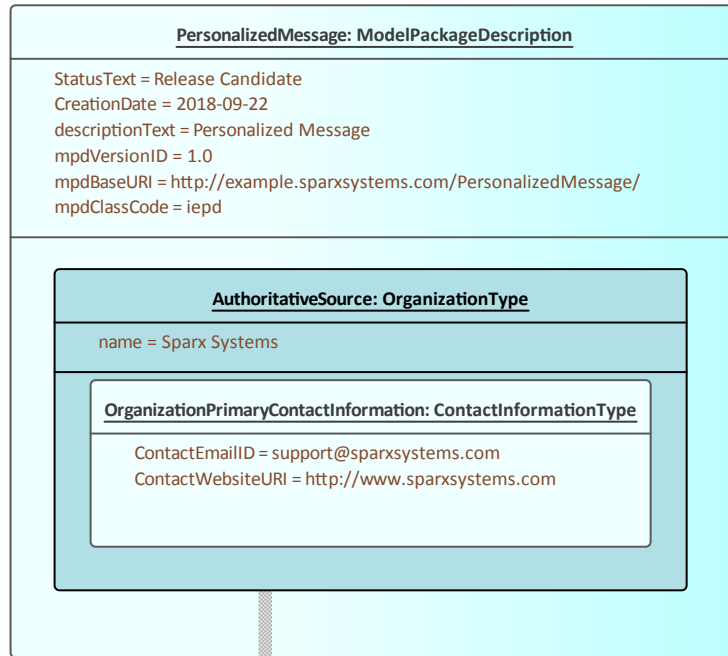 PersonalizedMessage: ModelPackageDescription
StatusText = Release Candidate
CreationDate = 2018-09-22
descriptionText = Personalized Message
mpdVersionID = 1.0
mpdBaseURI = http://example.sparxsystems.com/PersonalizedMessage/
mpdClassCode = iepd
AuthoritativeSource: OrganizationType
name = Sparx Systems
OrganizationPrimaryContactInformation: ContactInformationType
ContactEmailID = support@sparxsystems.com
ContactWebsiteURI = http://www.sparxsystems.com